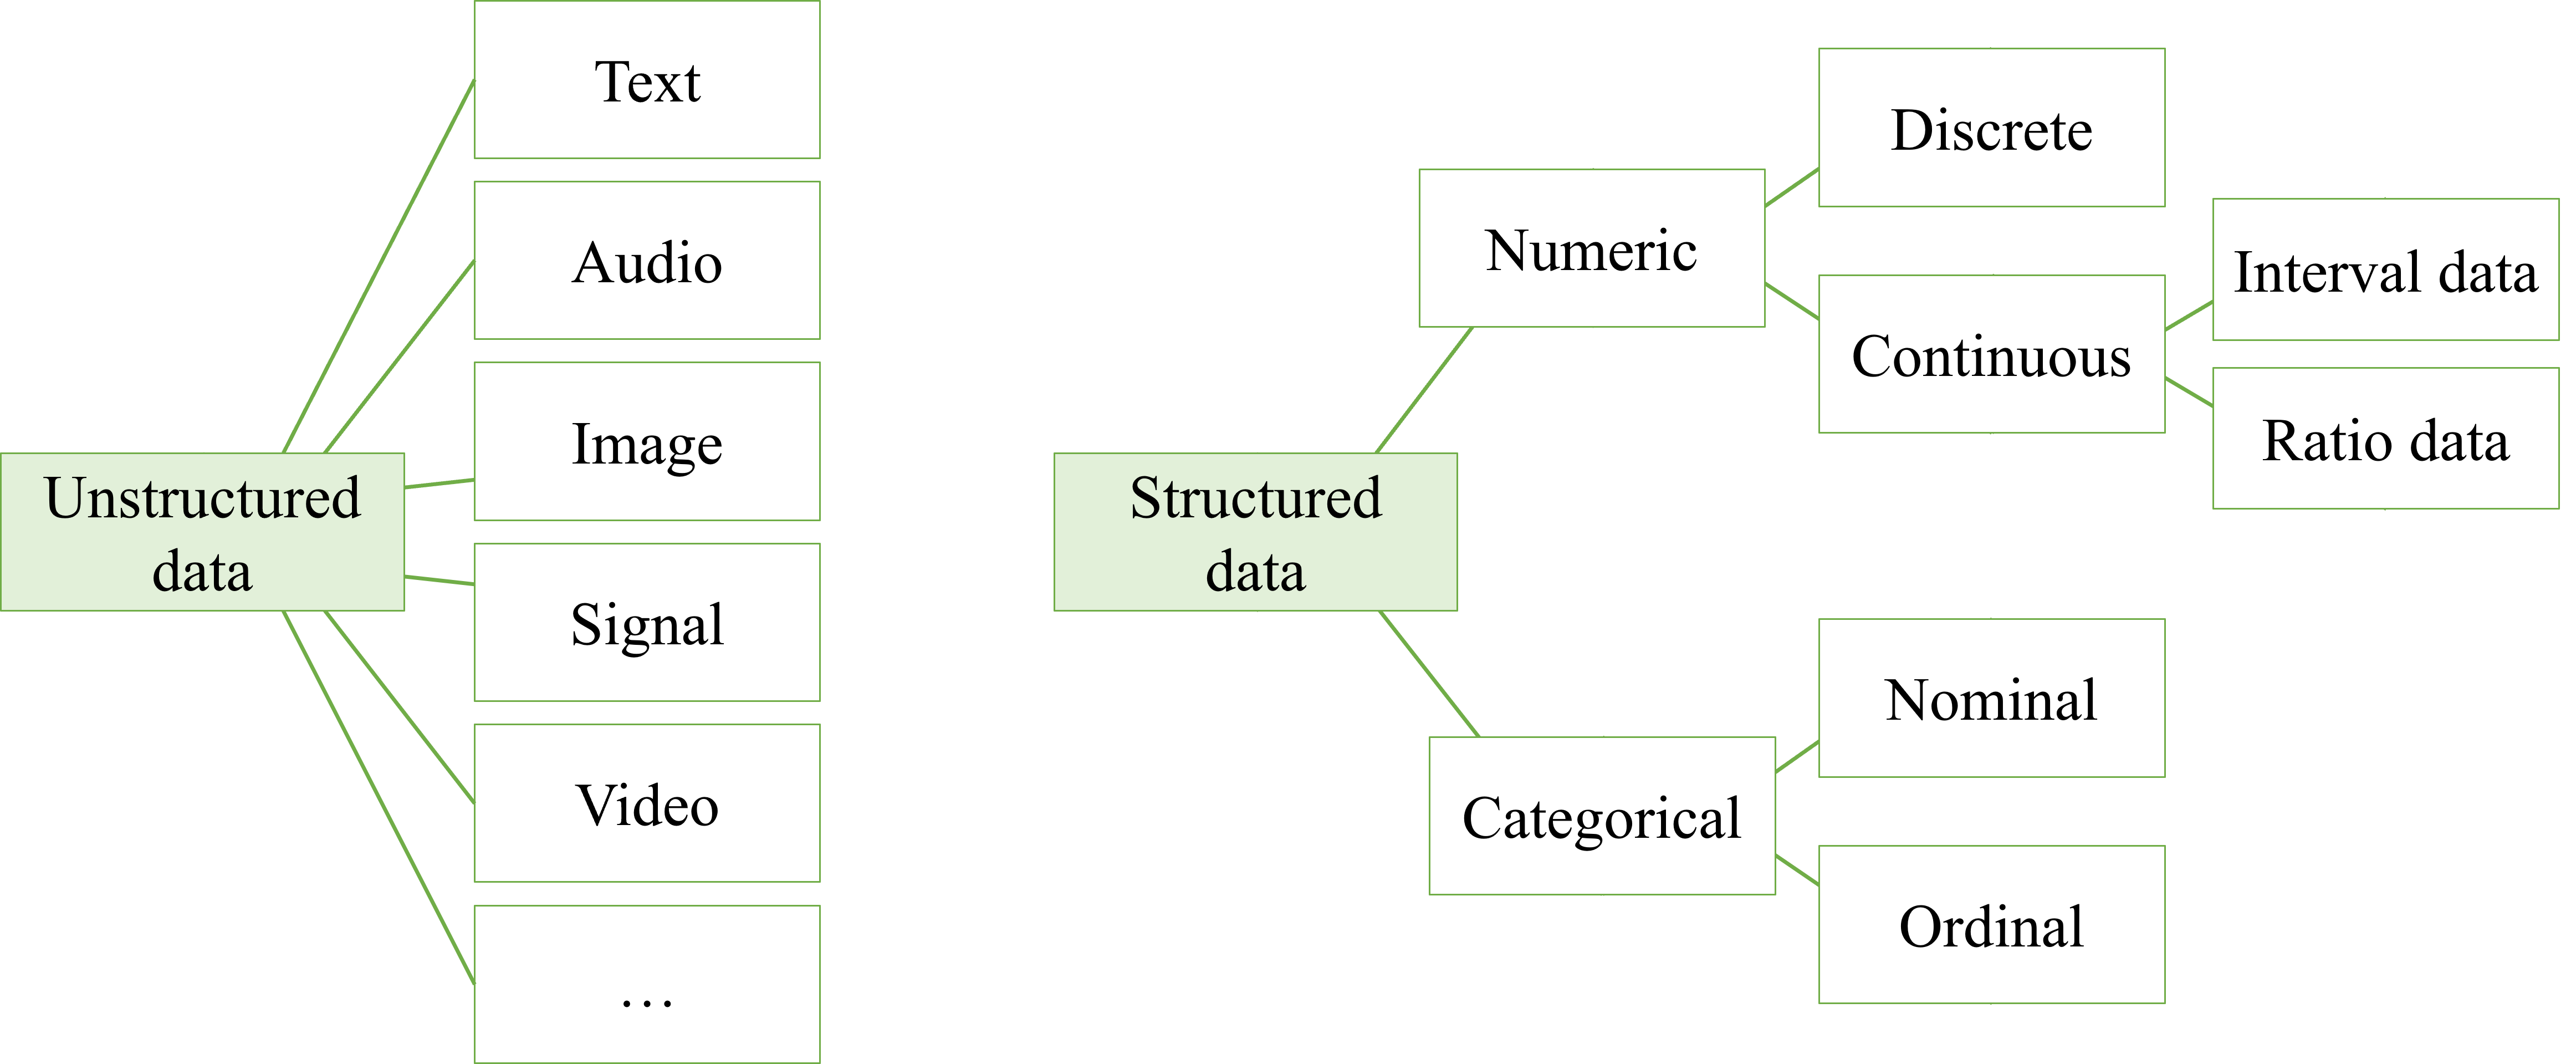 Unstructured
data
Text
Audio
Image
Signal
Video
…
Structured
data
Numeric
Discrete
Continuous
Interval data
Ratio data
Categorical
Nominal
Ordinal